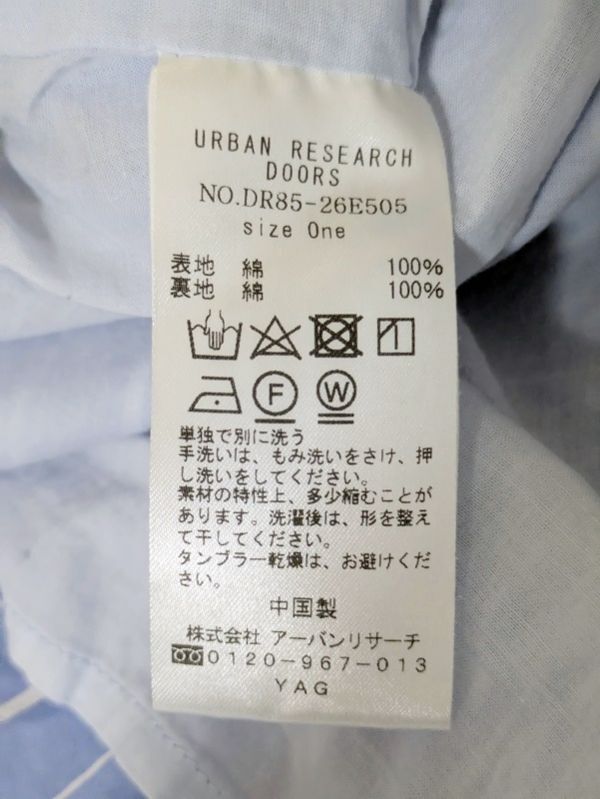 URBAN RESEARCH
DOORS
NO.DR85-26E505
size One
表地 綿 100%
裏地 綿 100%
F W
単独で別に洗う
手洗いは、もみ洗いをさけ、押
し洗いをしてください。
素材の特性上、多少縮むことが
あります。洗濯後は、形を整え
て干してください。
タンブラー乾燥は、お避けくだ
さい。
中国製
株式会社 アーバンリサーチ
0120-967-013
YAG